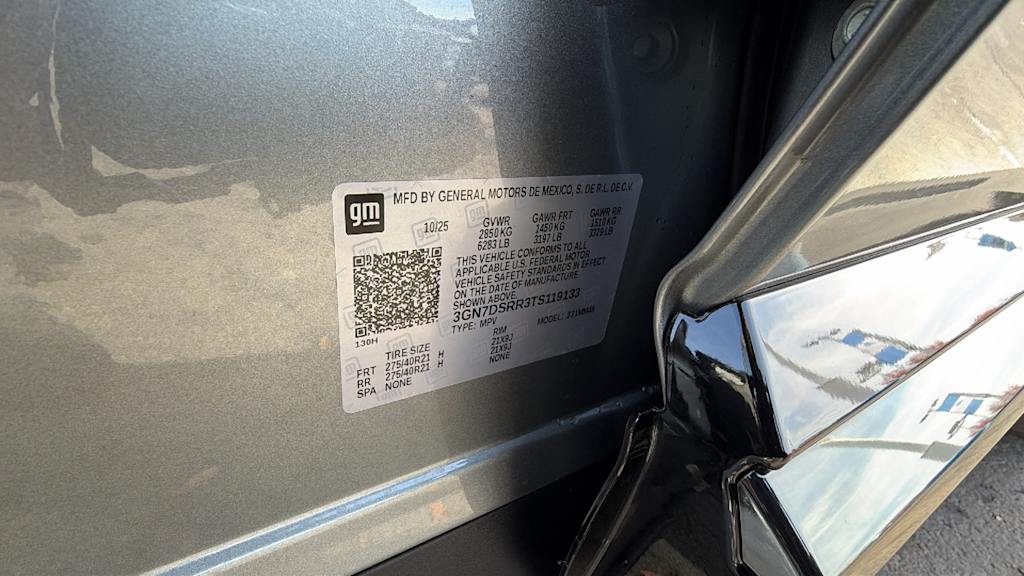 gm
MFD BY GENERAL MOTORS DE MEXICO, S. DE R.L. DE C.V.
10/25 GVWR GAWR FRT GAWR RR
2850 KG 1450 KG 1510 KG
6283 LB 3197 LB 3329 LB
THIS VEHICLE CONFORMS TO ALL
APPLICABLE U.S. FEDERAL MOTOR
VEHICLE SAFETY STANDARDS IN EFFECT
ON THE DATE OF MANUFACTURE
SHOWN ABOVE.
3GN7DSRR3TS119133
TYPE: MPV MODEL:
130H
TIRE SIZE RIM
FRT 275/40R21 H 21X9J
RR 275/40R21 H 21X9J
SPA NONE NONE